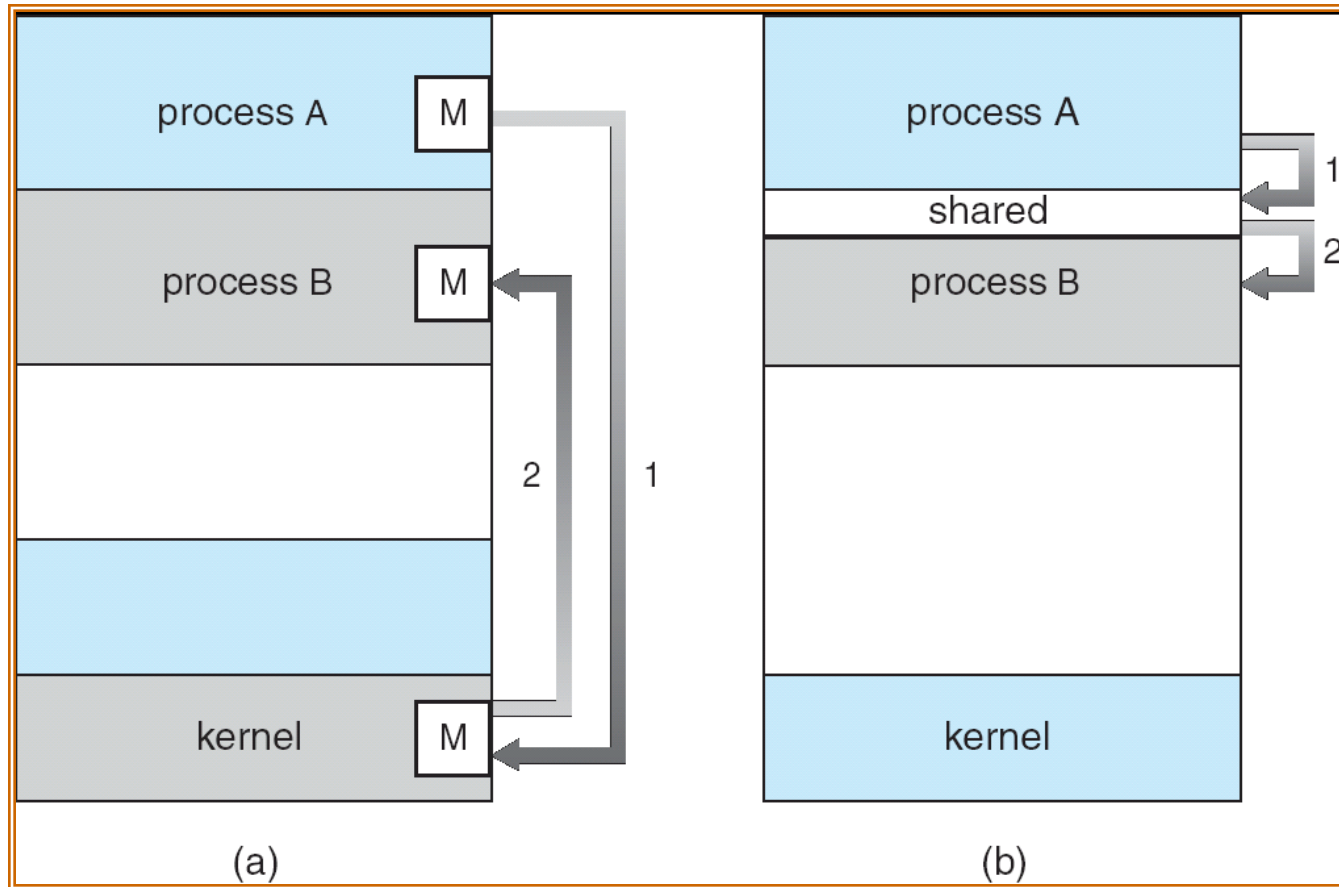 process A
M
process B
M
2
1
kernel
M
(a)
process A
1
shared
2
process B
kernel
(b)